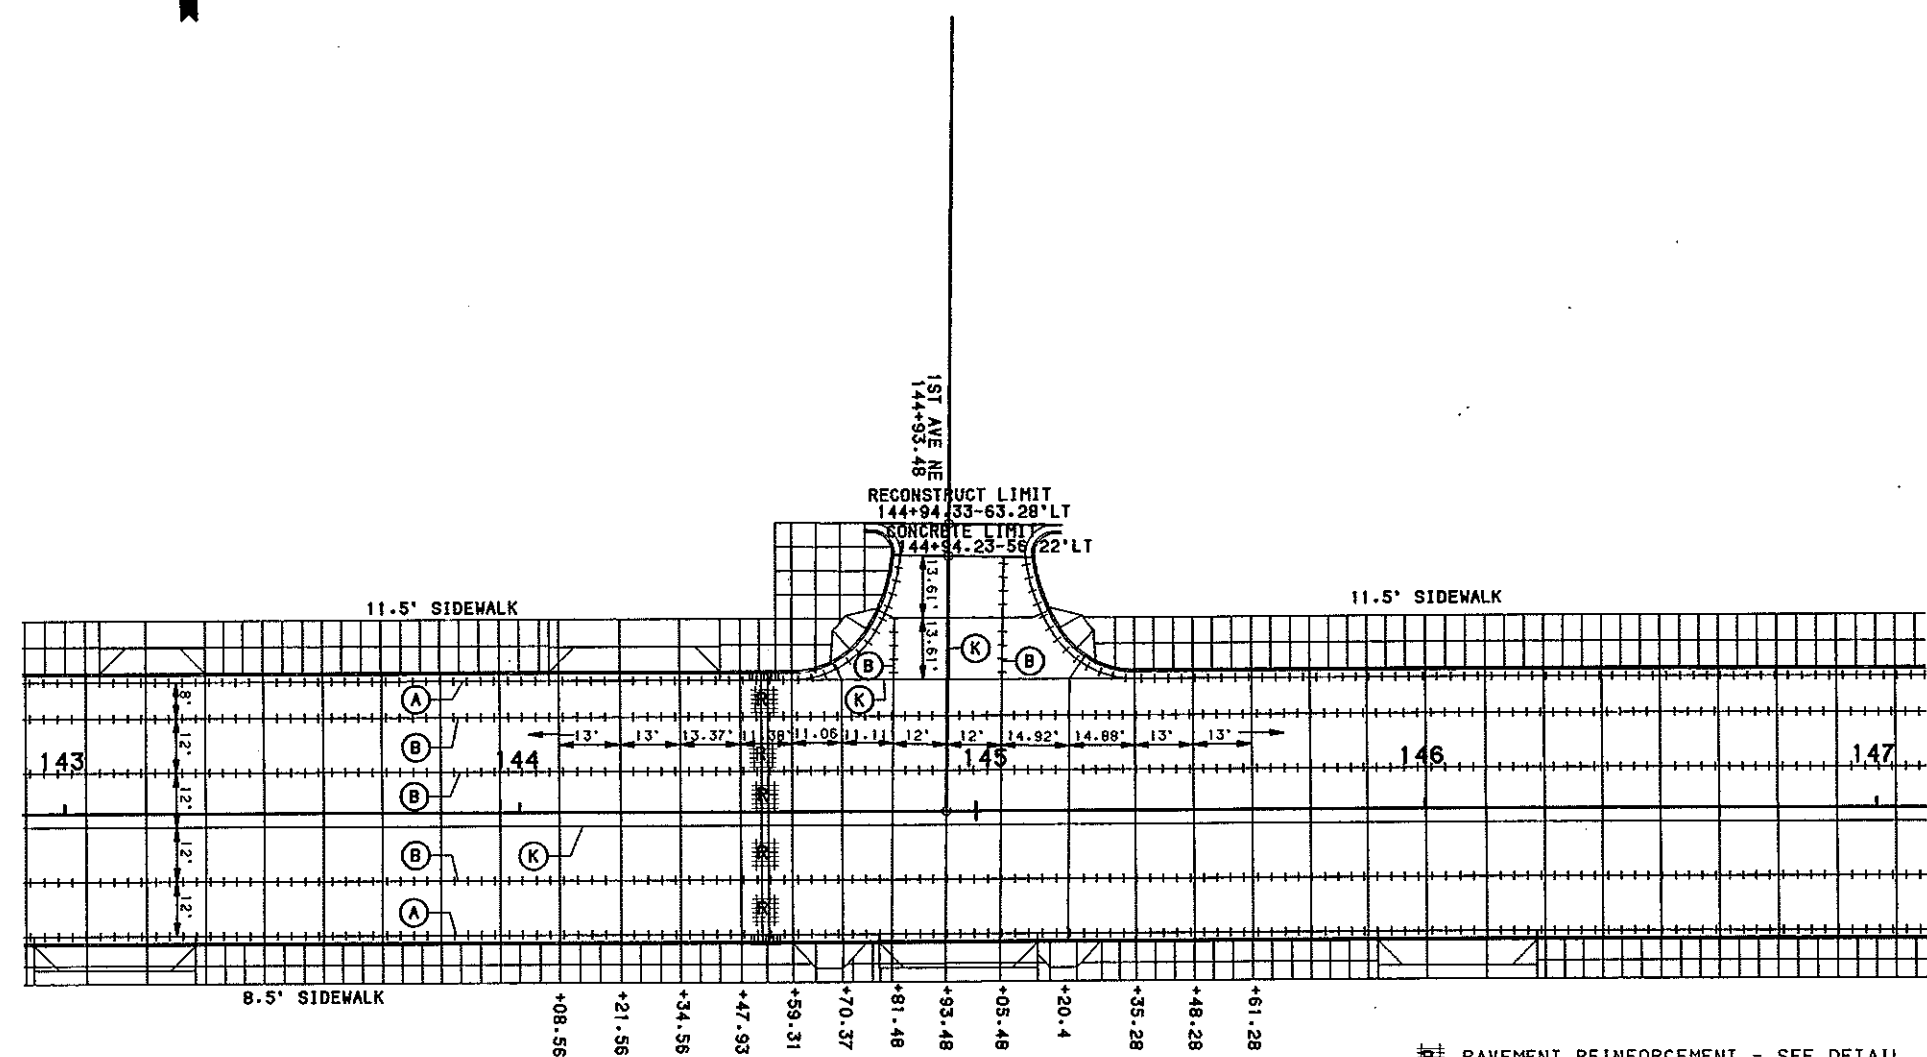 1ST AVE NE
144+93.48
RECONSTRUCT LIMIT
144+94.33-63.28'LT
CONCRETE LIMIT
144+94.23-56.22'LT
13.61'
13.61'
11.5' SIDEWALK
11.5' SIDEWALK
B
K
B
K
A
8'
B
12'
13'
13'
13.37'
11.38'
11.06
11.11
12'
12'
14.92'
14.88'
13'
13'
143
144
145
146
147
B
12'
R
R
R
R
R
B
K
12'
A
12'
8.5' SIDEWALK
+08.56
+21.56
+34.56
+47.93
+59.31
+70.37
+81.48
+93.48
+05.48
+20.4
+35.28
+48.28
+61.28
R PAVEMENT REINFORCEMENT - SEE DETAIL